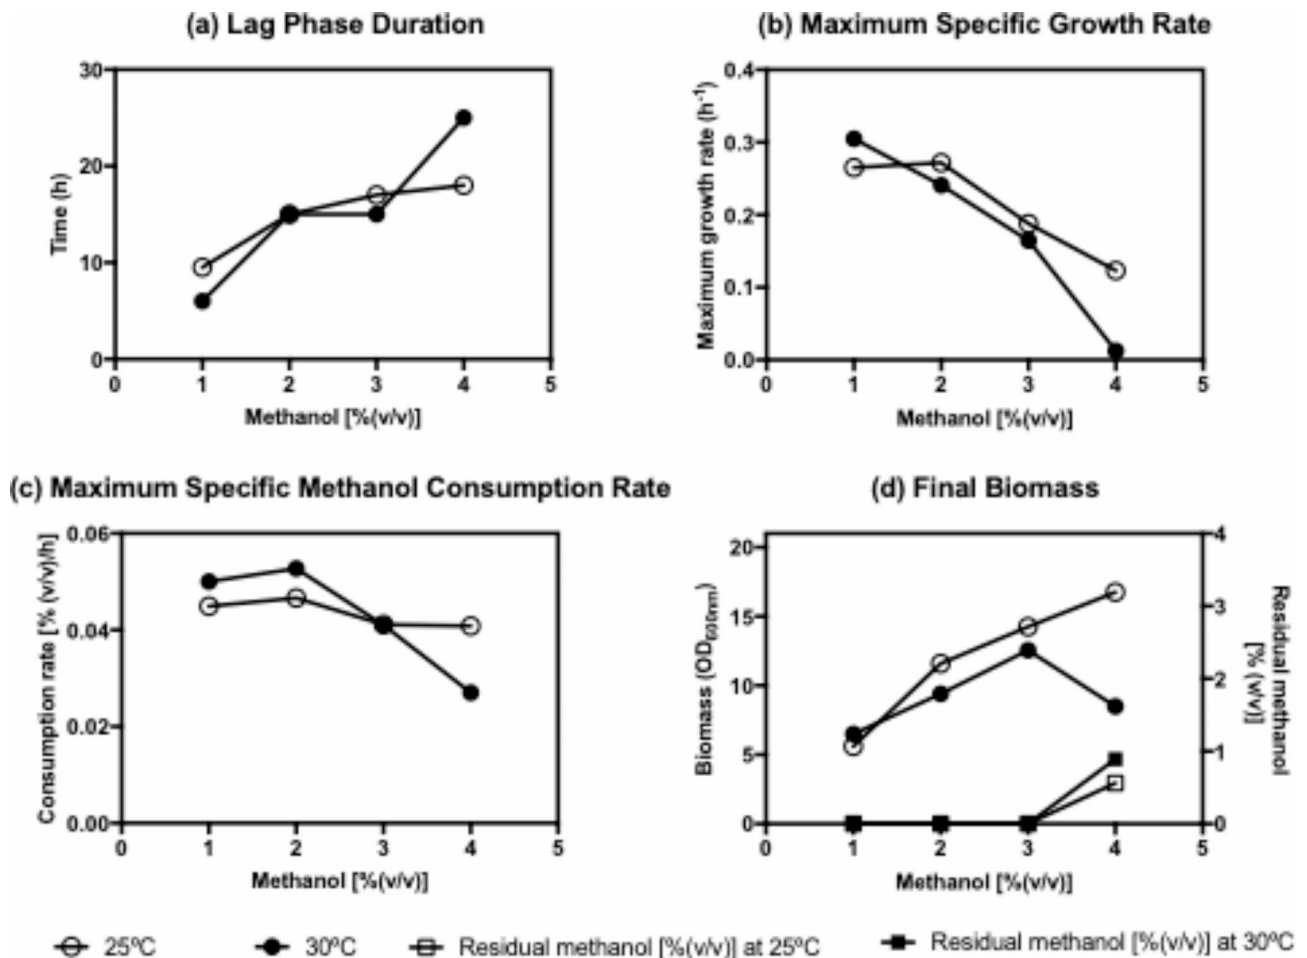 (a) Lag Phase Duration
30
20
10
0
0 1 2 3 4 5
Time (h)
Methanol [%(v/v)]
(b) Maximum Specific Growth Rate
0.4
0.3
0.2
0.1
0.0
0 1 2 3 4 5
Maximum growth rate (h⁻¹)
Methanol [%(v/v)]
(c) Maximum Specific Methanol Consumption Rate
0.06
0.04
0.02
0.00
0 1 2 3 4 5
Consumption rate [% (v/v)/h]
Methanol [%(v/v)]
(d) Final Biomass
20
15
10
5
0
0 1 2 3 4 5
4
3
2
1
0
Biomass (OD600nm)
Residual methanol
[% (v/v)]
Methanol [%(v/v)]
25ºC 30ºC Residual methanol [%(v/v)] at 25ºC Residual methanol [%(v/v)] at 30ºC